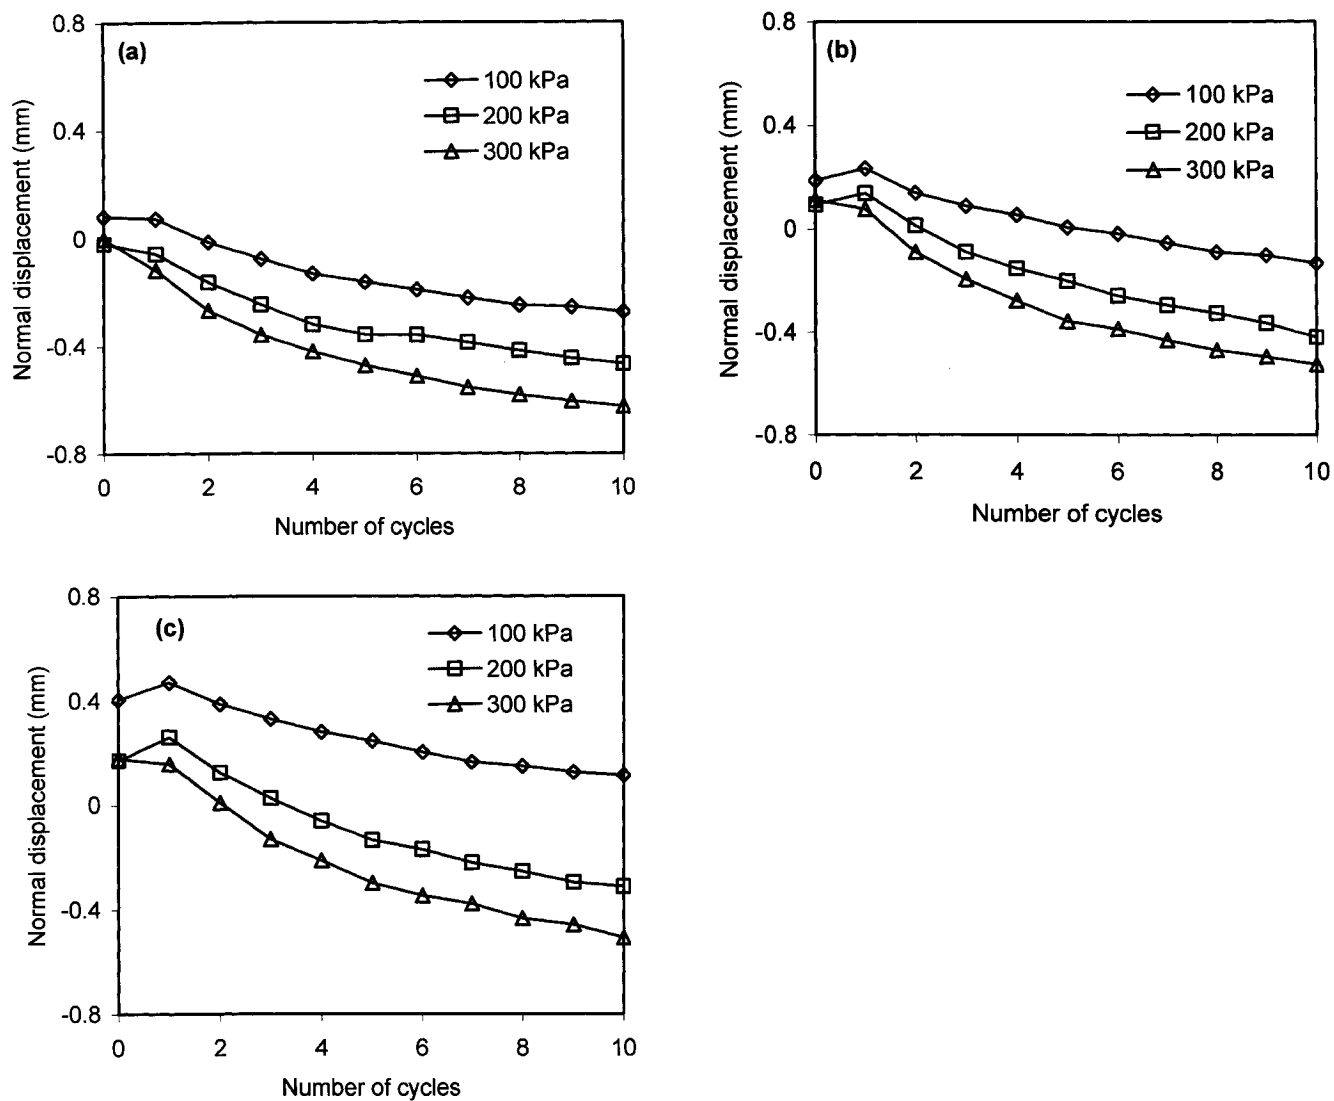 (a)
100 kPa
200 kPa
300 kPa
0.8
0.4
0
-0.4
-0.8
Normal displacement (mm)
0 2 4 6 8 10
Number of cycles
(b)
100 kPa
200 kPa
300 kPa
0.8
0.4
0
-0.4
-0.8
Normal displacement (mm)
0 2 4 6 8 10
Number of cycles
(c)
100 kPa
200 kPa
300 kPa
0.8
0.4
0
-0.4
-0.8
Normal displacement (mm)
0 2 4 6 8 10
Number of cycles